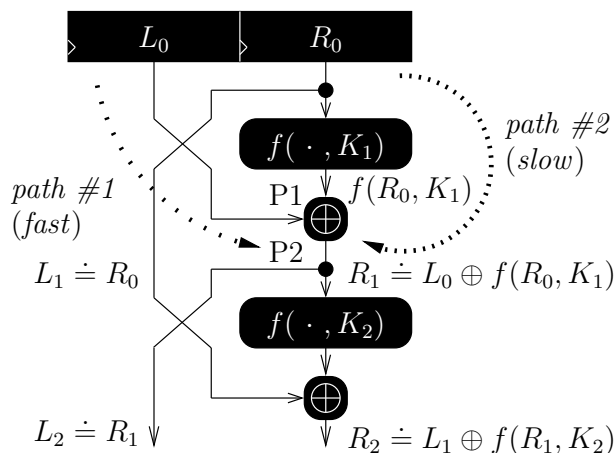 L₀ R₀
path #2
(slow)
f( · , K₁)
path #1
(fast)
P1 f(R₀, K₁)
P2
L₁ ≐ R₀ R₁ ≐ L₀ ⊕ f(R₀, K₁)
f( · , K₂)
L₂ ≐ R₁ R₂ ≐ L₁ ⊕ f(R₁, K₂)